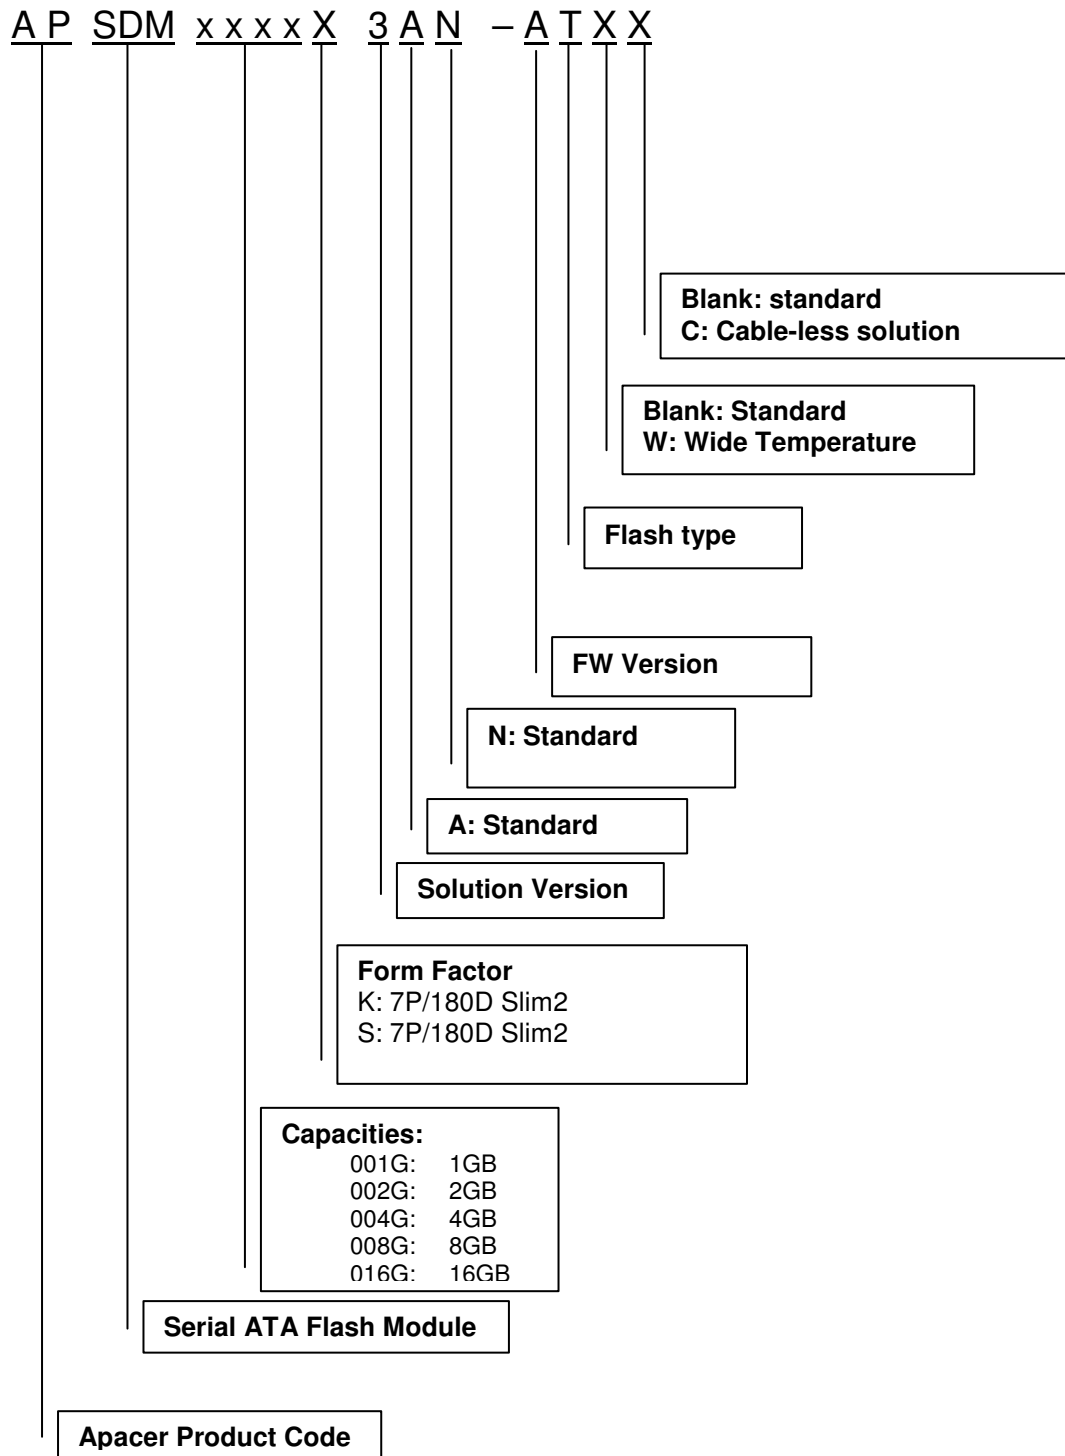 A P SDM x x x x X 3 A N – A T X X
Blank: standard
C: Cable-less solution
Blank: Standard
W: Wide Temperature
Flash type
FW Version
N: Standard
A: Standard
Solution Version
Form Factor
K: 7P/180D Slim2
S: 7P/180D Slim2
Capacities:
001G: 1GB
002G: 2GB
004G: 4GB
008G: 8GB
016G: 16GB
Serial ATA Flash Module
Apacer Product Code